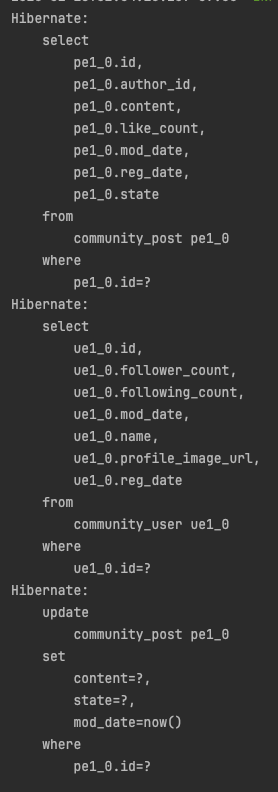 Hibernate:
select
pe1_0.id,
pe1_0.author_id,
pe1_0.content,
pe1_0.like_count,
pe1_0.mod_date,
pe1_0.reg_date,
pe1_0.state
from
community_post pe1_0
where
pe1_0.id=?
Hibernate:
select
ue1_0.id,
ue1_0.follower_count,
ue1_0.following_count,
ue1_0.mod_date,
ue1_0.name,
ue1_0.profile_image_url,
ue1_0.reg_date
from
community_user ue1_0
where
ue1_0.id=?
Hibernate:
update
community_post pe1_0
set
content=?,
state=?,
mod_date=now()
where
pe1_0.id=?